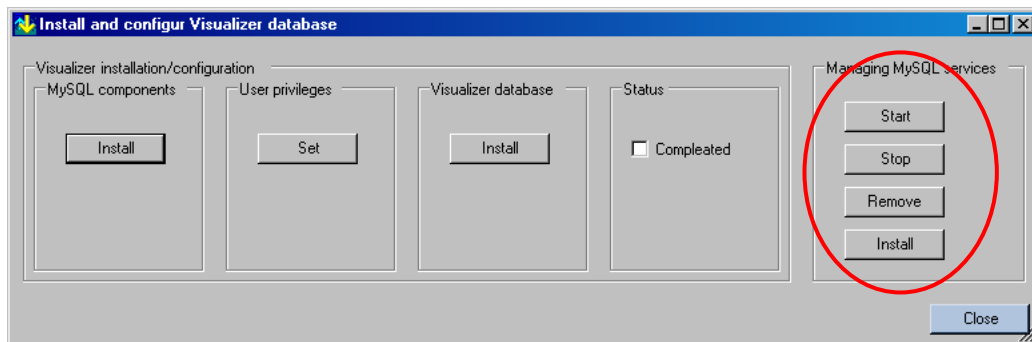 Install and configur Visualizer database
Visualizer installation/configuration
MySQL components
Install
User privileges
Set
Visualizer database
Install
Status
Compleated
Managing MySQL services
Start
Stop
Remove
Install
Close